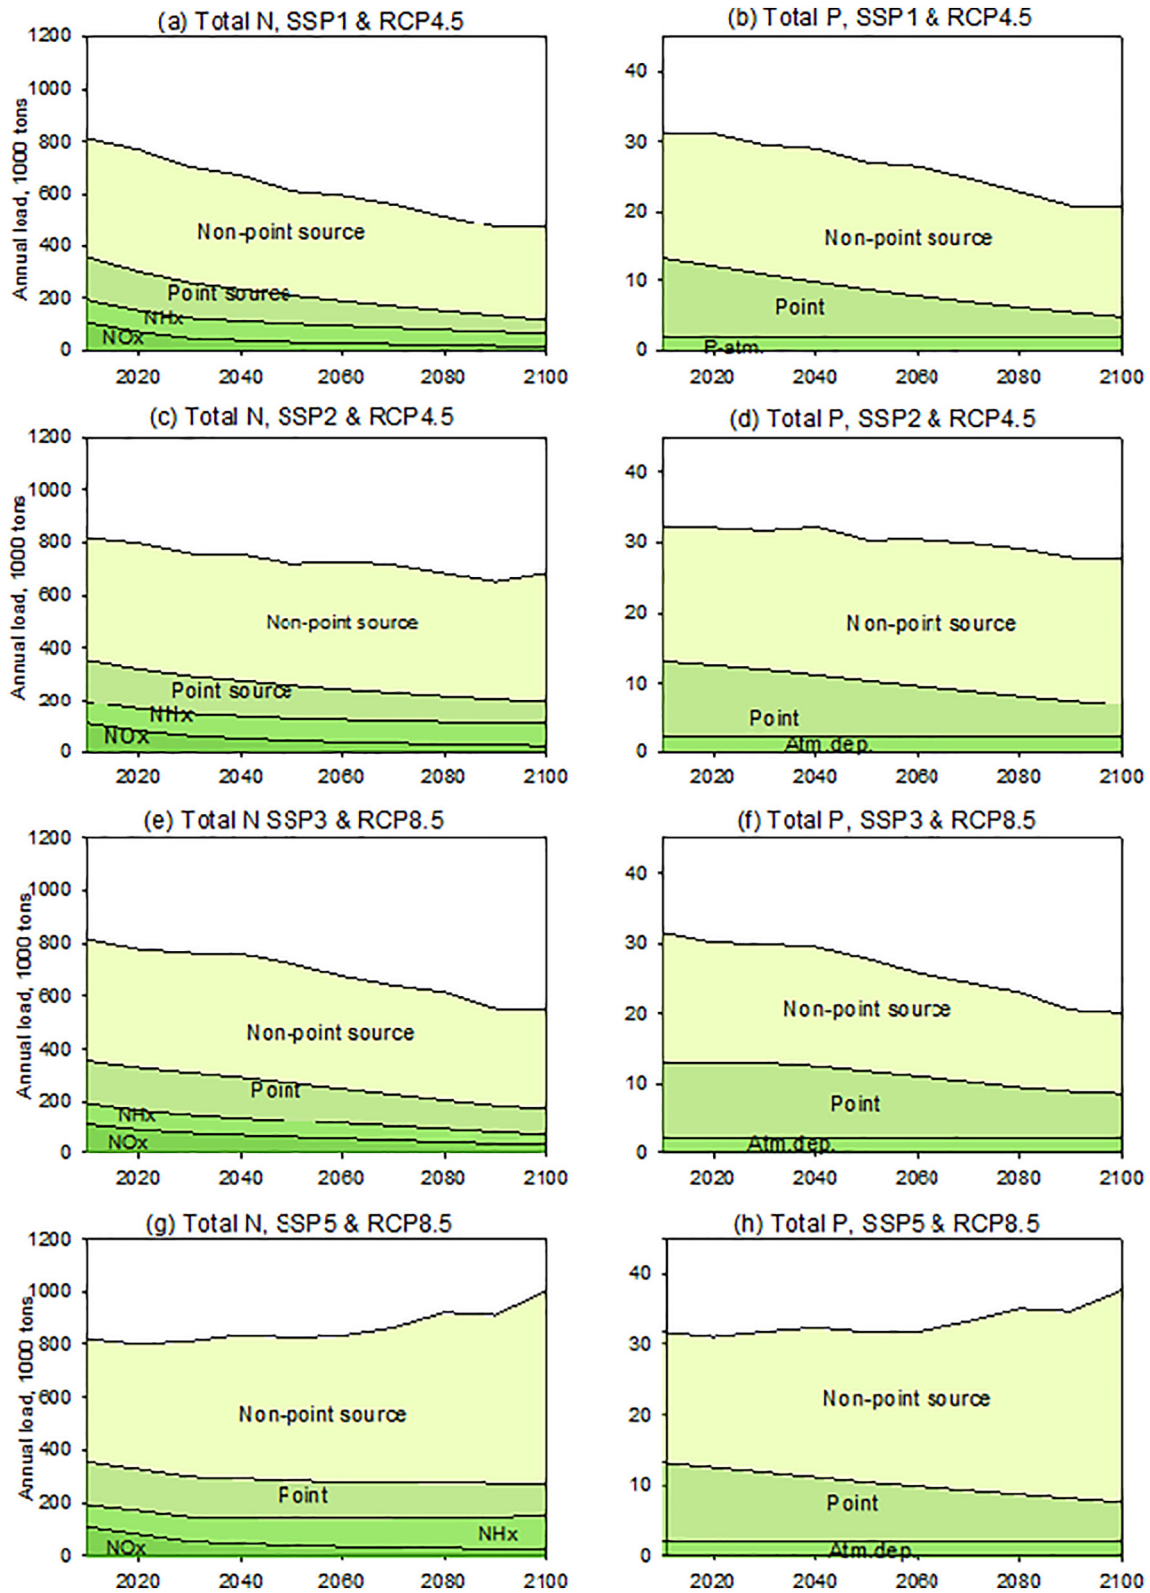 (a) Total N, SSP1 & RCP4.5
(b) Total P, SSP1 & RCP4.5
Annual load, 1000 tons
1200
1000
800
600
400
200
0
Non-point source
Point source
NHx
NOx
2020 2040 2060 2080 2100
40
30
20
10
0
Non-point source
Point
P-atm.
2020 2040 2060 2080 2100
(c) Total N, SSP2 & RCP4.5
(d) Total P, SSP2 & RCP4.5
Annual load, 1000 tons
1200
1000
800
600
400
200
0
Non-point source
Point source
NHx
NOx
2020 2040 2060 2080 2100
40
30
20
10
0
Non-point source
Point
Atm.dep.
2020 2040 2060 2080 2100
(e) Total N SSP3 & RCP8.5
(f) Total P, SSP3 & RCP8.5
Annual load, 1000 tons
1200
1000
800
600
400
200
0
Non-point source
Point
NHx
NOx
2020 2040 2060 2080 2100
40
30
20
10
0
Non-point source
Point
Atm.dep.
2020 2040 2060 2080 2100
(g) Total N, SSP5 & RCP8.5
(h) Total P, SSP5 & RCP8.5
Annual load, 1000 tons
1200
1000
800
600
400
200
0
Non-point source
Point
NHx
NOx
2020 2040 2060 2080 2100
40
30
20
10
0
Non-point source
Point
Atm.dep.
2020 2040 2060 2080 2100